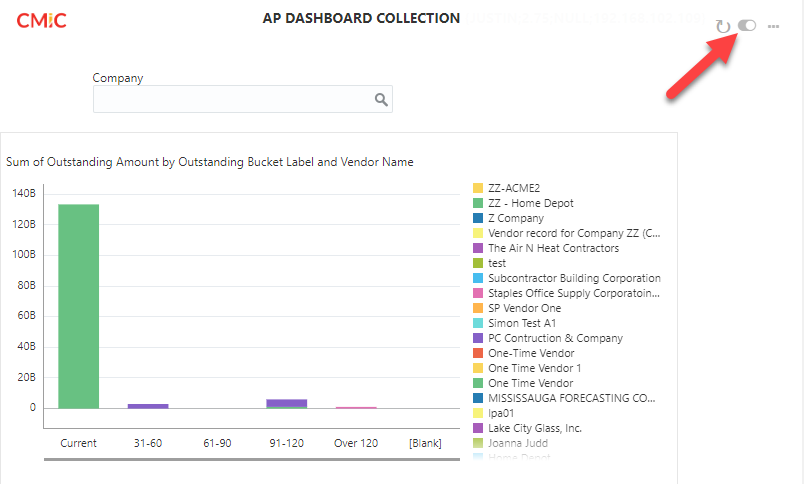 CMiC
AP DASHBOARD COLLECTION
Company
Sum of Outstanding Amount by Outstanding Bucket Label and Vendor Name
140B
120B
100B
80B
60B
40B
20B
0
Current
31-60
61-90
91-120
Over 120
[Blank]
ZZ-ACME2
ZZ - Home Depot
Z Company
Vendor record for Company ZZ (C...
The Air N Heat Contractors
test
Subcontractor Building Corporation
Staples Office Supply Corporatoin...
SP Vendor One
Simon Test A1
PC Contruction & Company
One-Time Vendor
One Time Vendor 1
One Time Vendor
MISSISSAUGA FORECASTING CO...
Ipa01
Lake City Glass, Inc.
Joanna Judd
Home Depot